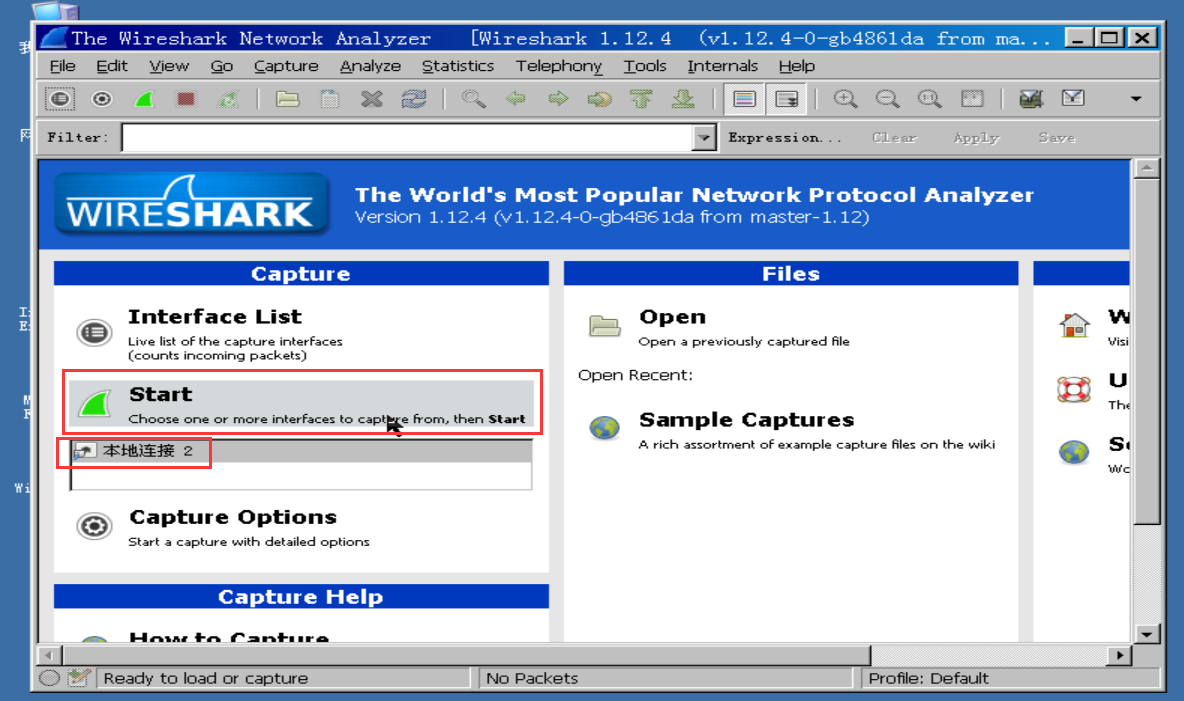 The Wireshark Network Analyzer [Wireshark 1.12.4 (v1.12.4-0-gb4861da from ma...
File Edit View Go Capture Analyze Statistics Telephony Tools Internals Help
Filter: Expression... Clear Apply Save
WIRESHARK
The World's Most Popular Network Protocol Analyzer
Version 1.12.4 (v1.12.4-0-gb4861da from master-1.12)
Capture
Interface List
Live list of the capture interfaces
(counts incoming packets)
Start
Choose one or more interfaces to capture from, then Start
本地连接 2
Capture Options
Start a capture with detailed options
Capture Help
How to Capture
Files
Open
Open a previously captured file
Open Recent:
Sample Captures
A rich assortment of example capture files on the wiki
Ready to load or capture
No Packets
Profile: Default